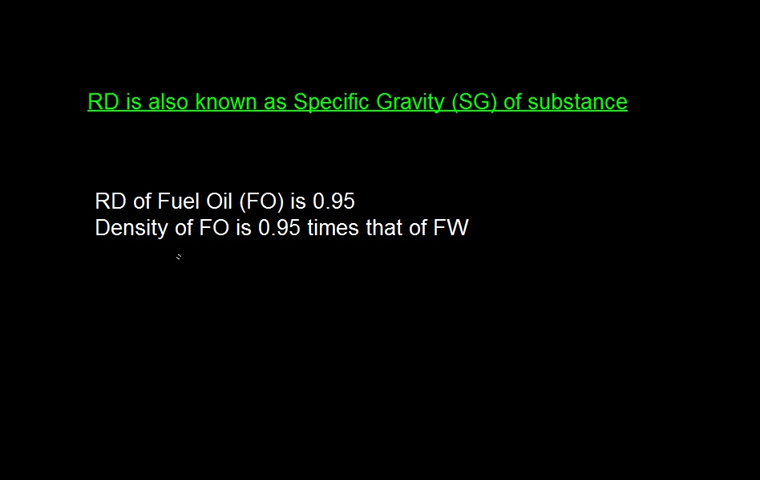 RD is also known as Specific Gravity (SG) of substance
RD of Fuel Oil (FO) is 0.95
Density of FO is 0.95 times that of FW